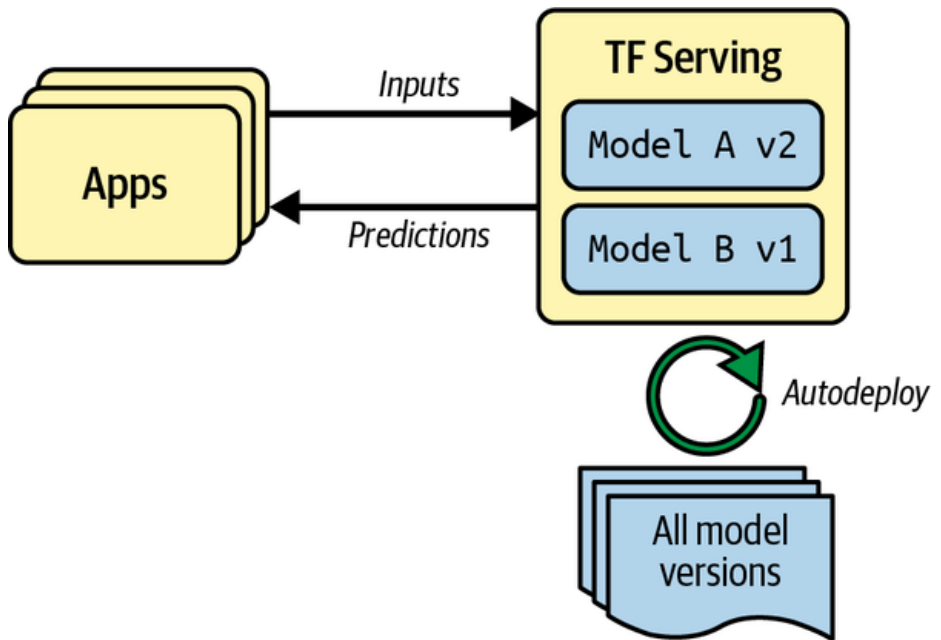 TF Serving
Inputs
Model A v2
Apps
Predictions
Model B v1
Autodeploy
All model
versions